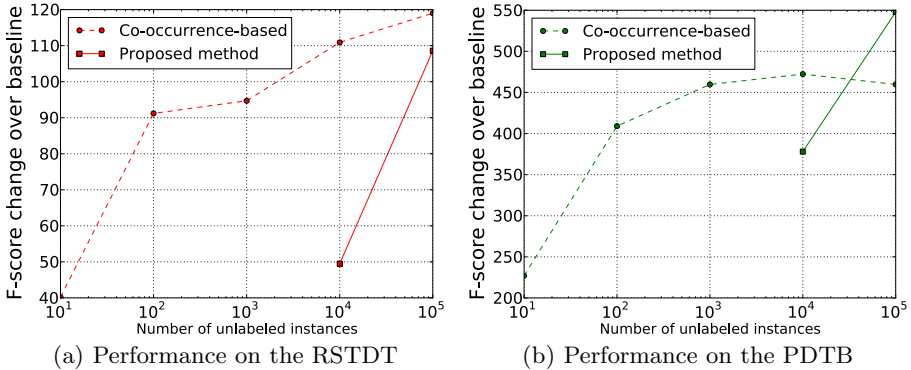 120
110
100
90
80
70
60
50
40
F-score change over baseline
Co-occurrence-based
Proposed method
10^1 10^2 10^3 10^4 10^5
Number of unlabeled instances
(a) Performance on the RSTDT
550
500
450
400
350
300
250
200
F-score change over baseline
Co-occurrence-based
Proposed method
10^1 10^2 10^3 10^4 10^5
Number of unlabeled instances
(b) Performance on the PDTB